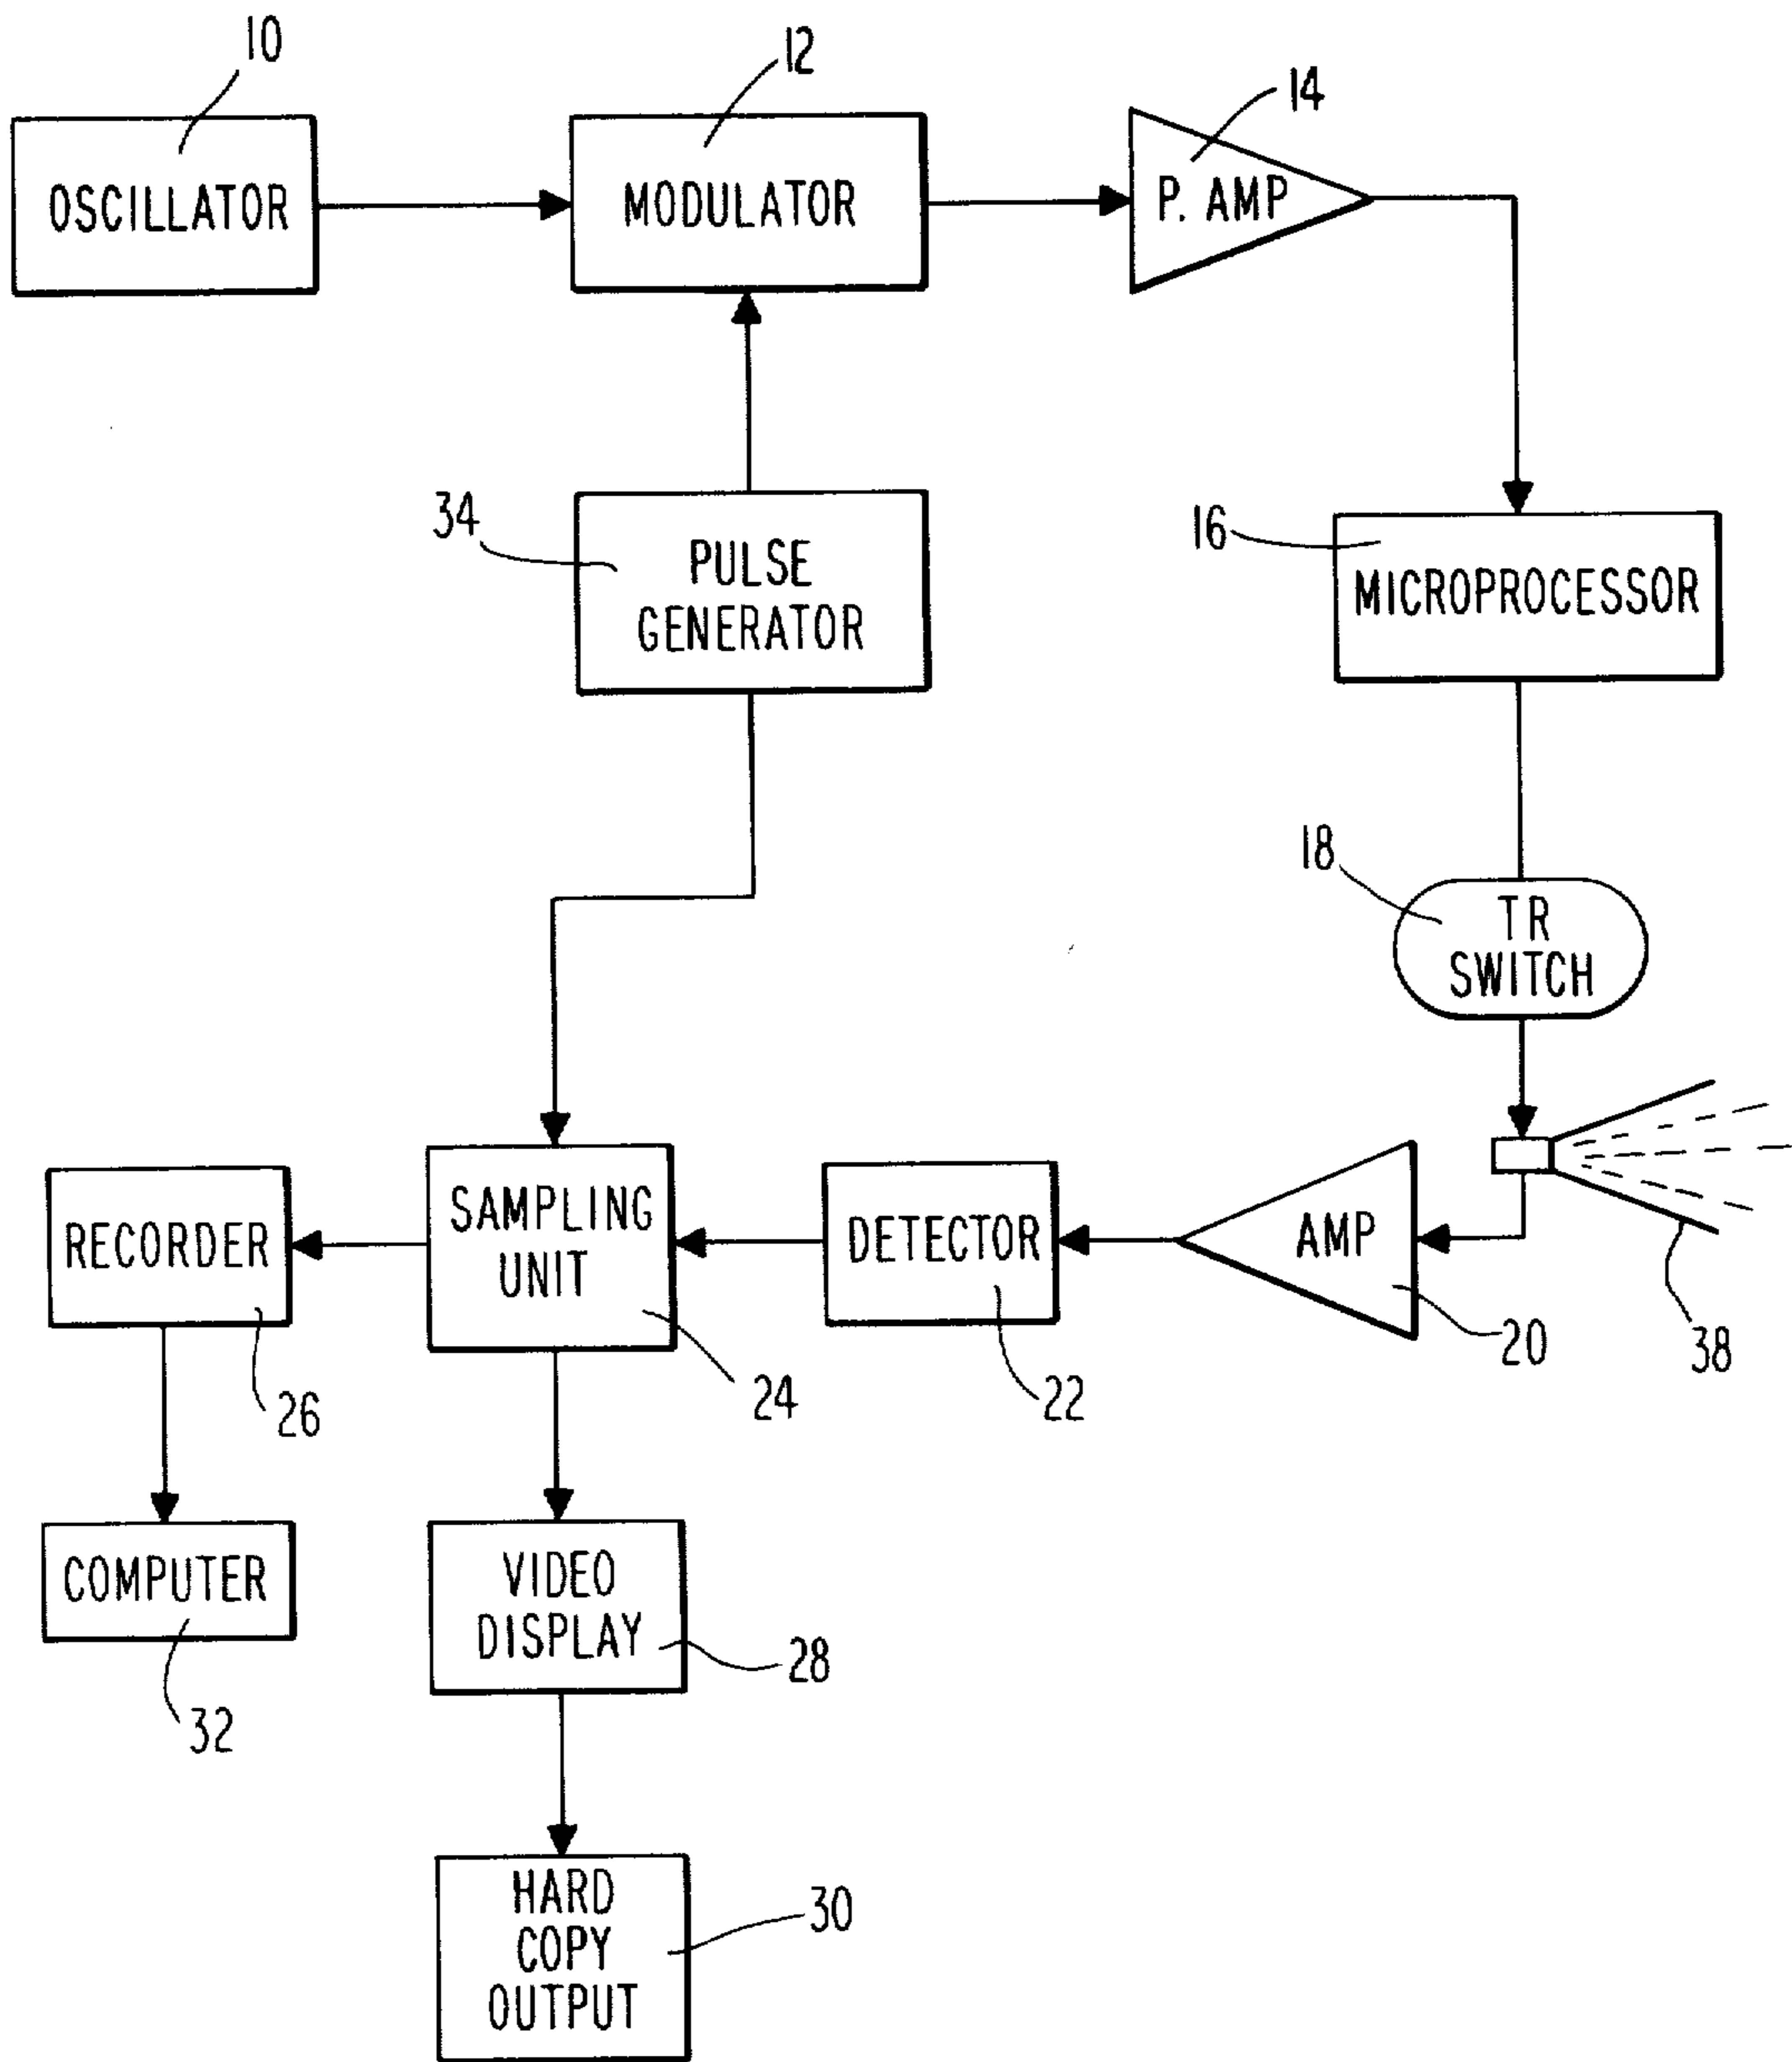 10
12
14
OSCILLATOR
MODULATOR
P. AMP
34
PULSE
GENERATOR
16
MICROPROCESSOR
18
TR
SWITCH
RECORDER
26
SAMPLING
UNIT
24
DETECTOR
22
AMP
20
38
COMPUTER
32
VIDEO
DISPLAY
28
HARD
COPY
OUTPUT
30